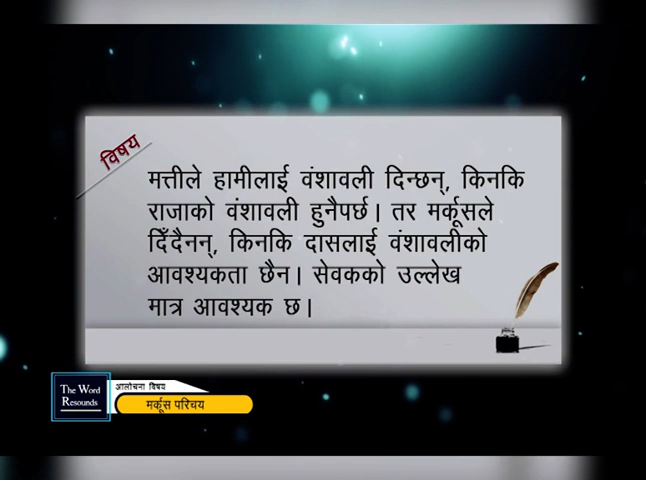 विषय
मत्तीले हामीलाई वंशावली दिन्छन्, किनकि
राजाको वंशावली हुनैपर्छ। तर मर्कूसले
दिँदैनन्, किनकि दासलाई वंशावलीको
आवश्यकता छैन। सेवकको उल्लेख
मात्र आवश्यक छ।
The Word
Resounds
आलोचना विषय
मर्कूस परिचय